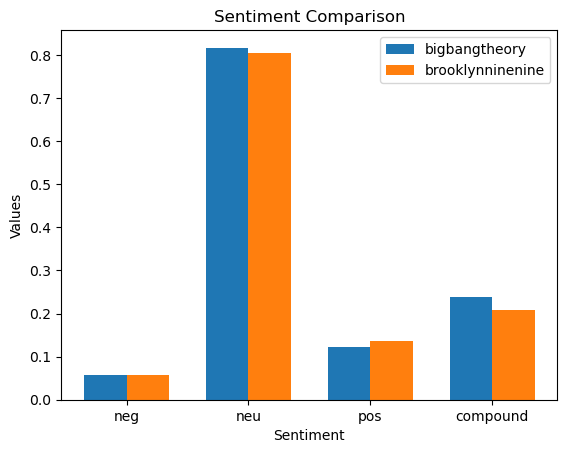 Sentiment Comparison
bigbangtheory
brooklynninenine
Values
0.8
0.7
0.6
0.5
0.4
0.3
0.2
0.1
0.0
neg neu pos compound
Sentiment